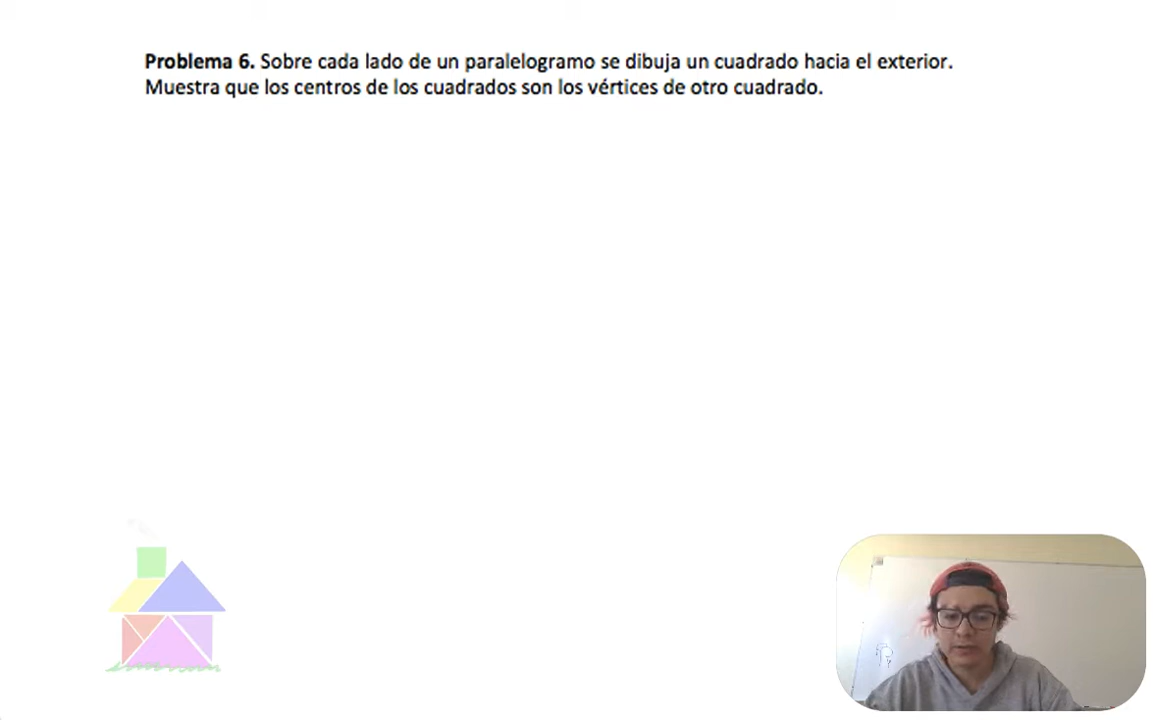 Problema 6. Sobre cada lado de un paralelogramo se dibuja un cuadrado hacia el exterior.
Muestra que los centros de los cuadrados son los vértices de otro cuadrado.